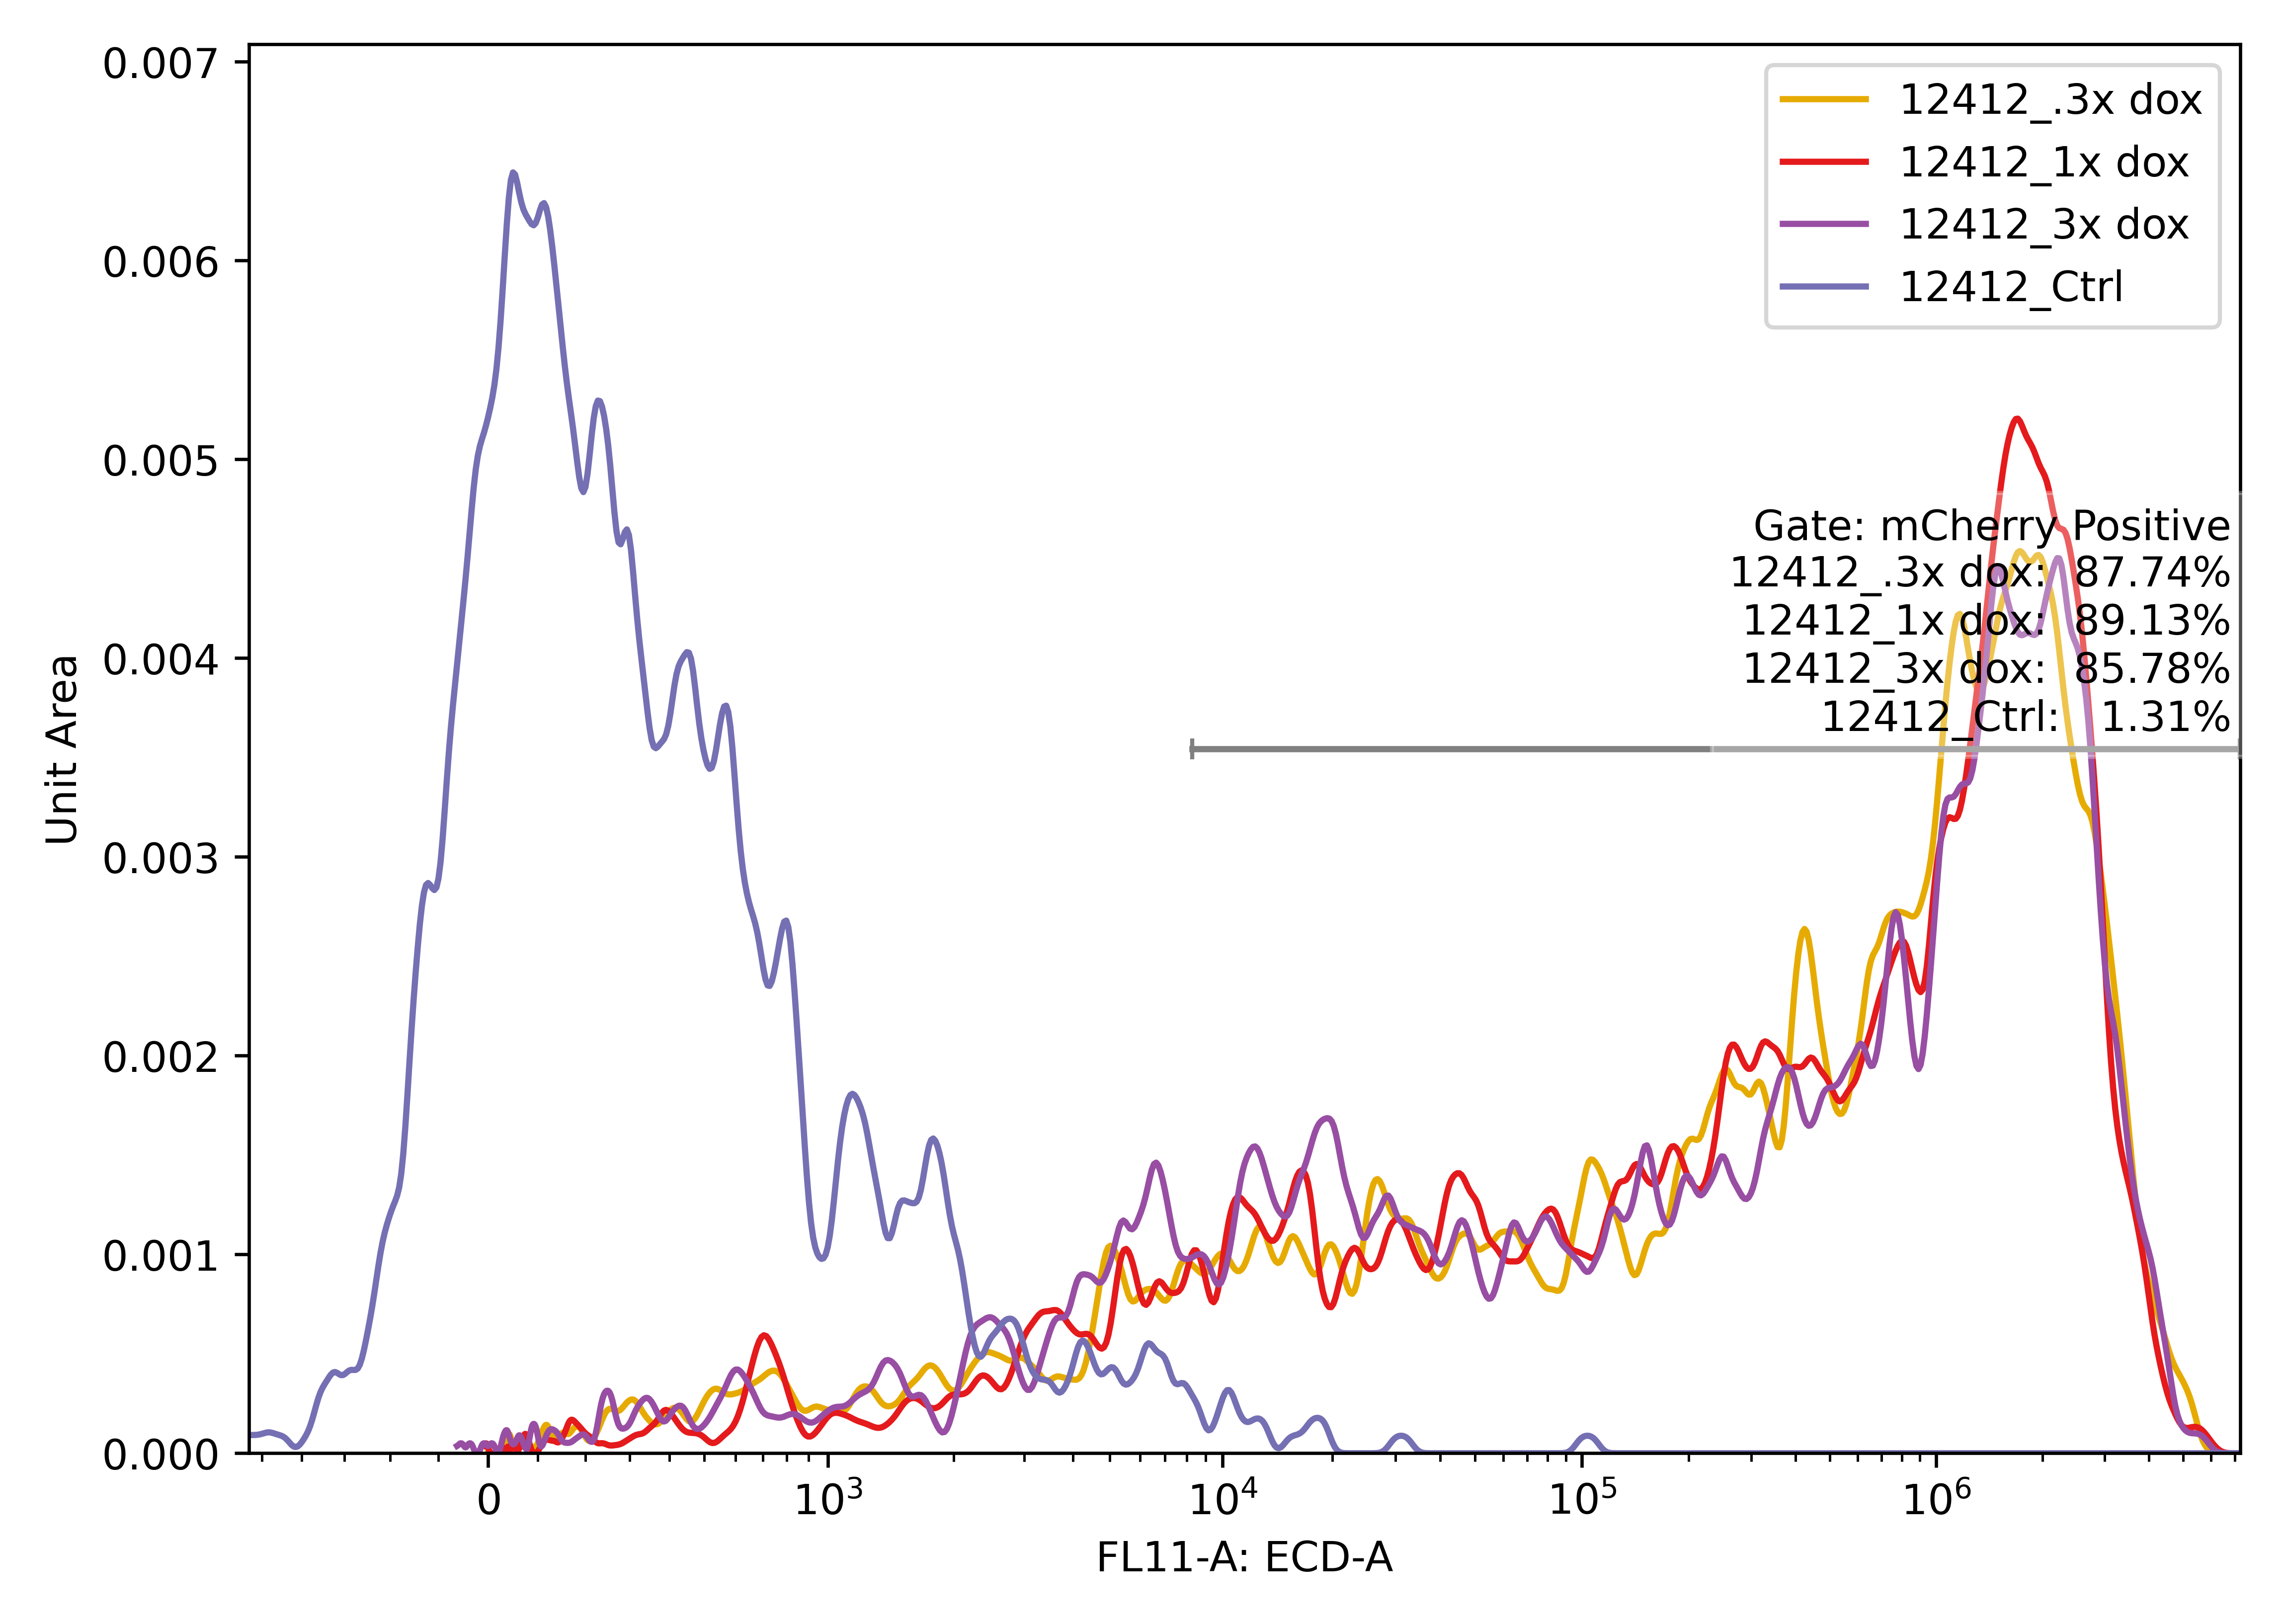 0.007
0.006
0.005
0.004
0.003
0.002
0.001
0.000
Unit Area
12412_.3x dox
12412_1x dox
12412_3x dox
12412_Ctrl
Gate: mCherry Positive
12412_.3x dox: 87.74%
12412_1x dox: 89.13%
12412_3x dox: 85.78%
12412_Ctrl: 1.31%
0 10³ 10⁴ 10⁵ 10⁶
FL11-A: ECD-A